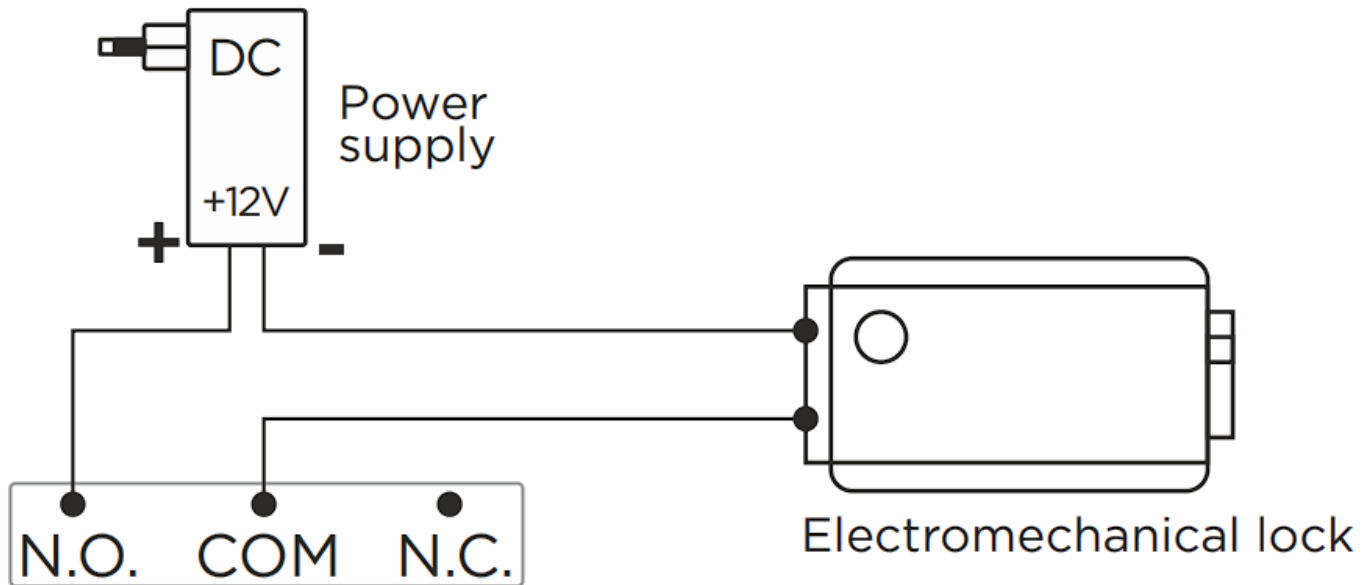 DC
Power
supply
+12V
+ -
Electromechanical lock
N.O. COM N.C.